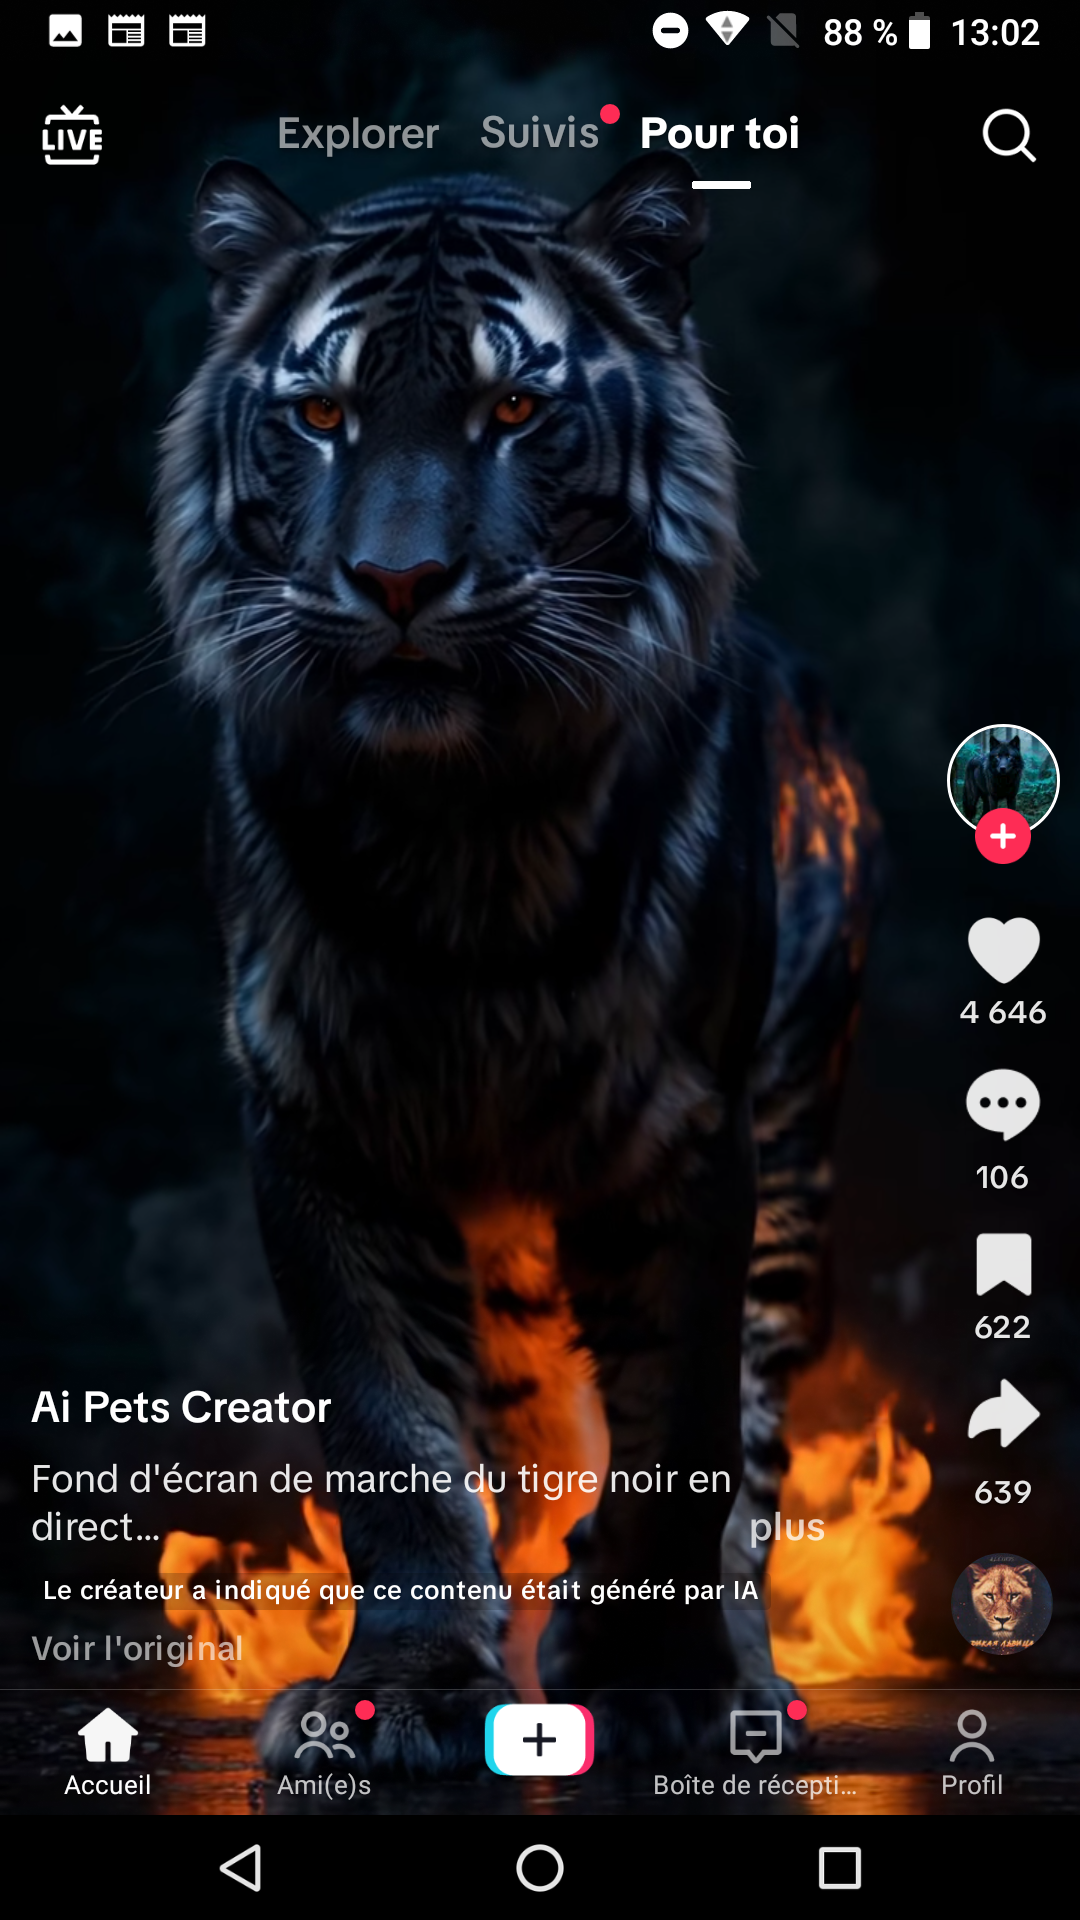 88 % 13:02
LIVE Explorer Suivis Pour toi
4 646
106
622
639
Ai Pets Creator
Fond d'écran de marche du tigre noir en
direct... plus
Le créateur a indiqué que ce contenu était généré par IA
Voir l'original
ДИКАЯ ЛЬВИЦА
Accueil Ami(e)s Boîte de récepti... Profil